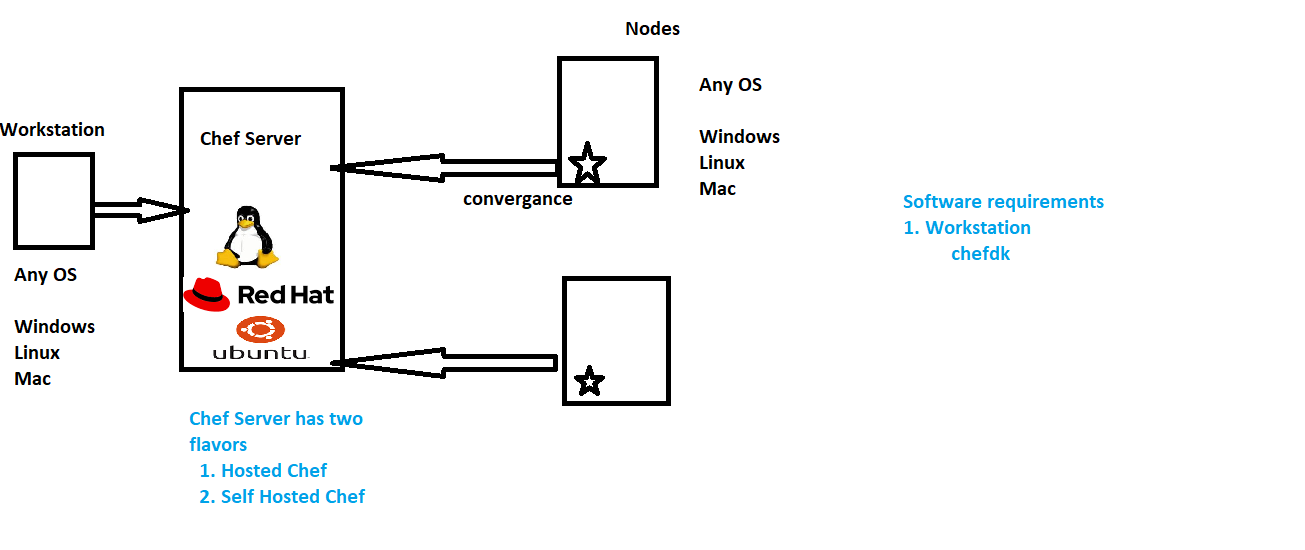 Nodes
Workstation
Any OS
Windows
Linux
Mac
Chef Server
Red Hat
ubuntu
Chef Server has two
flavors
1. Hosted Chef
2. Self Hosted Chef
convergance
Any OS
Windows
Linux
Mac
Software requirements
1. Workstation
chefdk